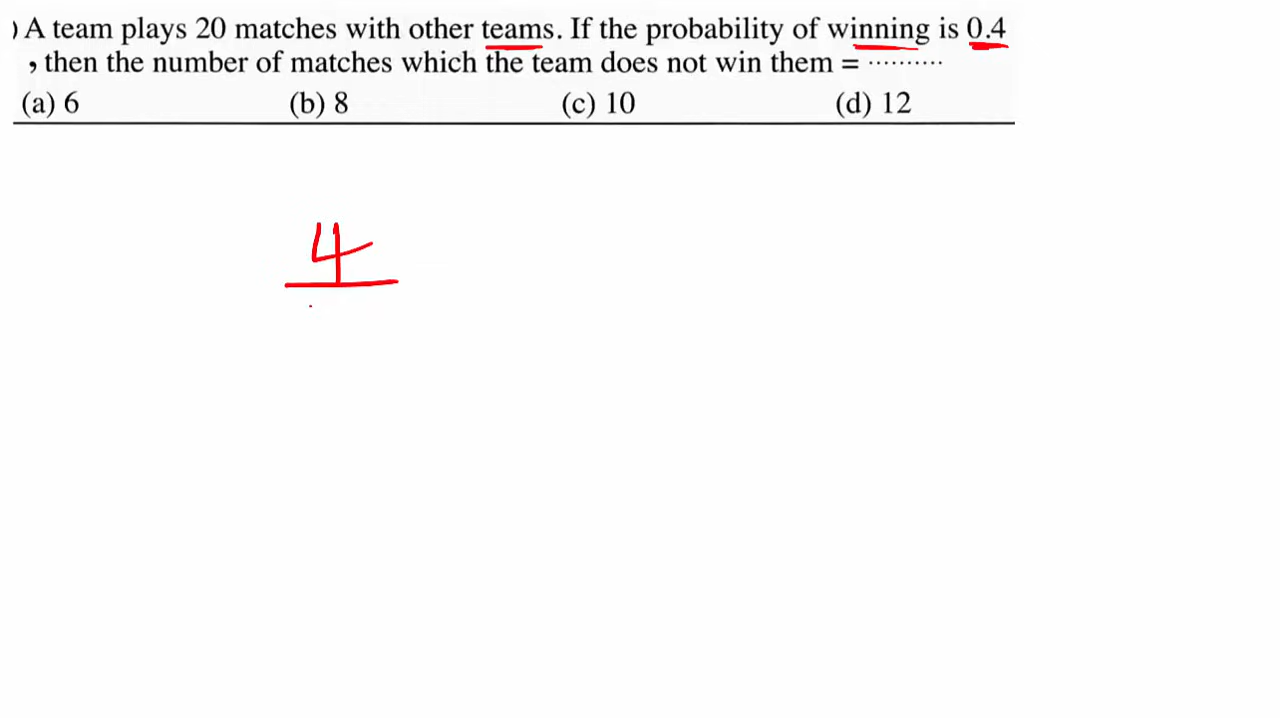 ) A team plays 20 matches with other teams. If the probability of winning is 0.4
, then the number of matches which the team does not win them = ··········
(a) 6 (b) 8 (c) 10 (d) 12
4